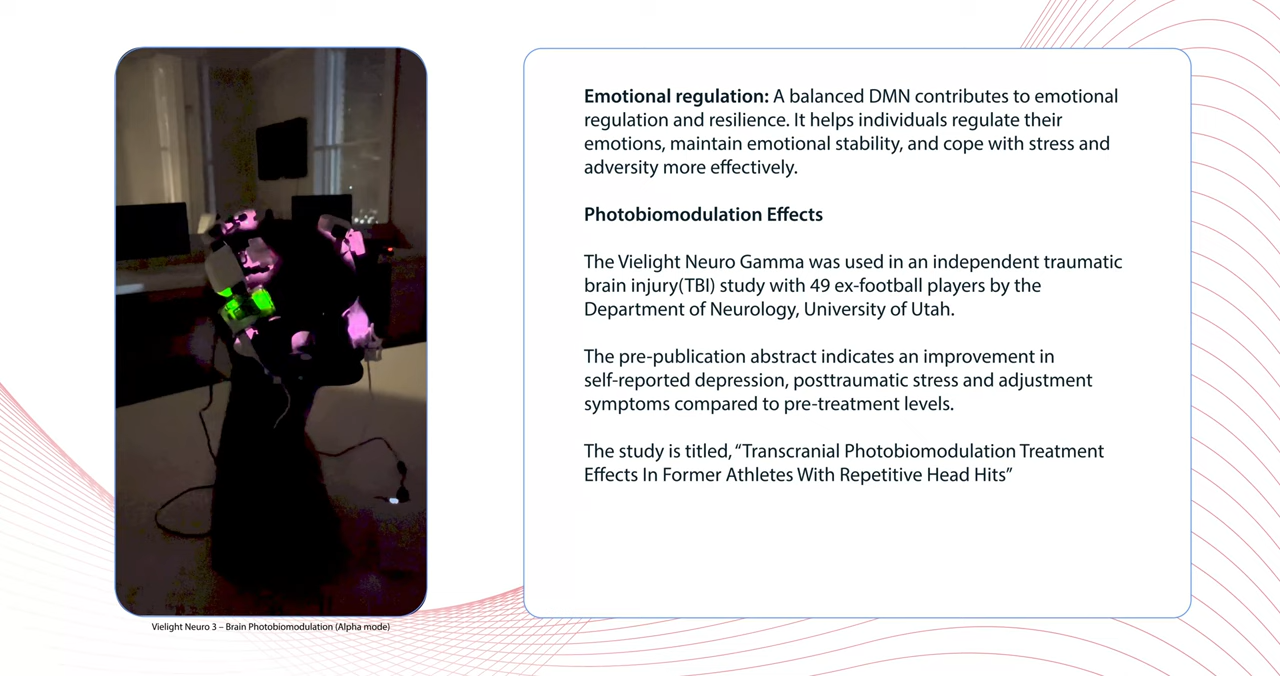 Emotional regulation: A balanced DMN contributes to emotional
regulation and resilience. It helps individuals regulate their
emotions, maintain emotional stability, and cope with stress and
adversity more effectively.
Photobiomodulation Effects
The Vielight Neuro Gamma was used in an independent traumatic
brain injury(TBI) study with 49 ex-football players by the
Department of Neurology, University of Utah.
The pre-publication abstract indicates an improvement in
self-reported depression, posttraumatic stress and adjustment
symptoms compared to pre-treatment levels.
The study is titled, “Transcranial Photobiomodulation Treatment
Effects In Former Athletes With Repetitive Head Hits”
Vielight Neuro 3 – Brain Photobiomodulation (Alpha mode)